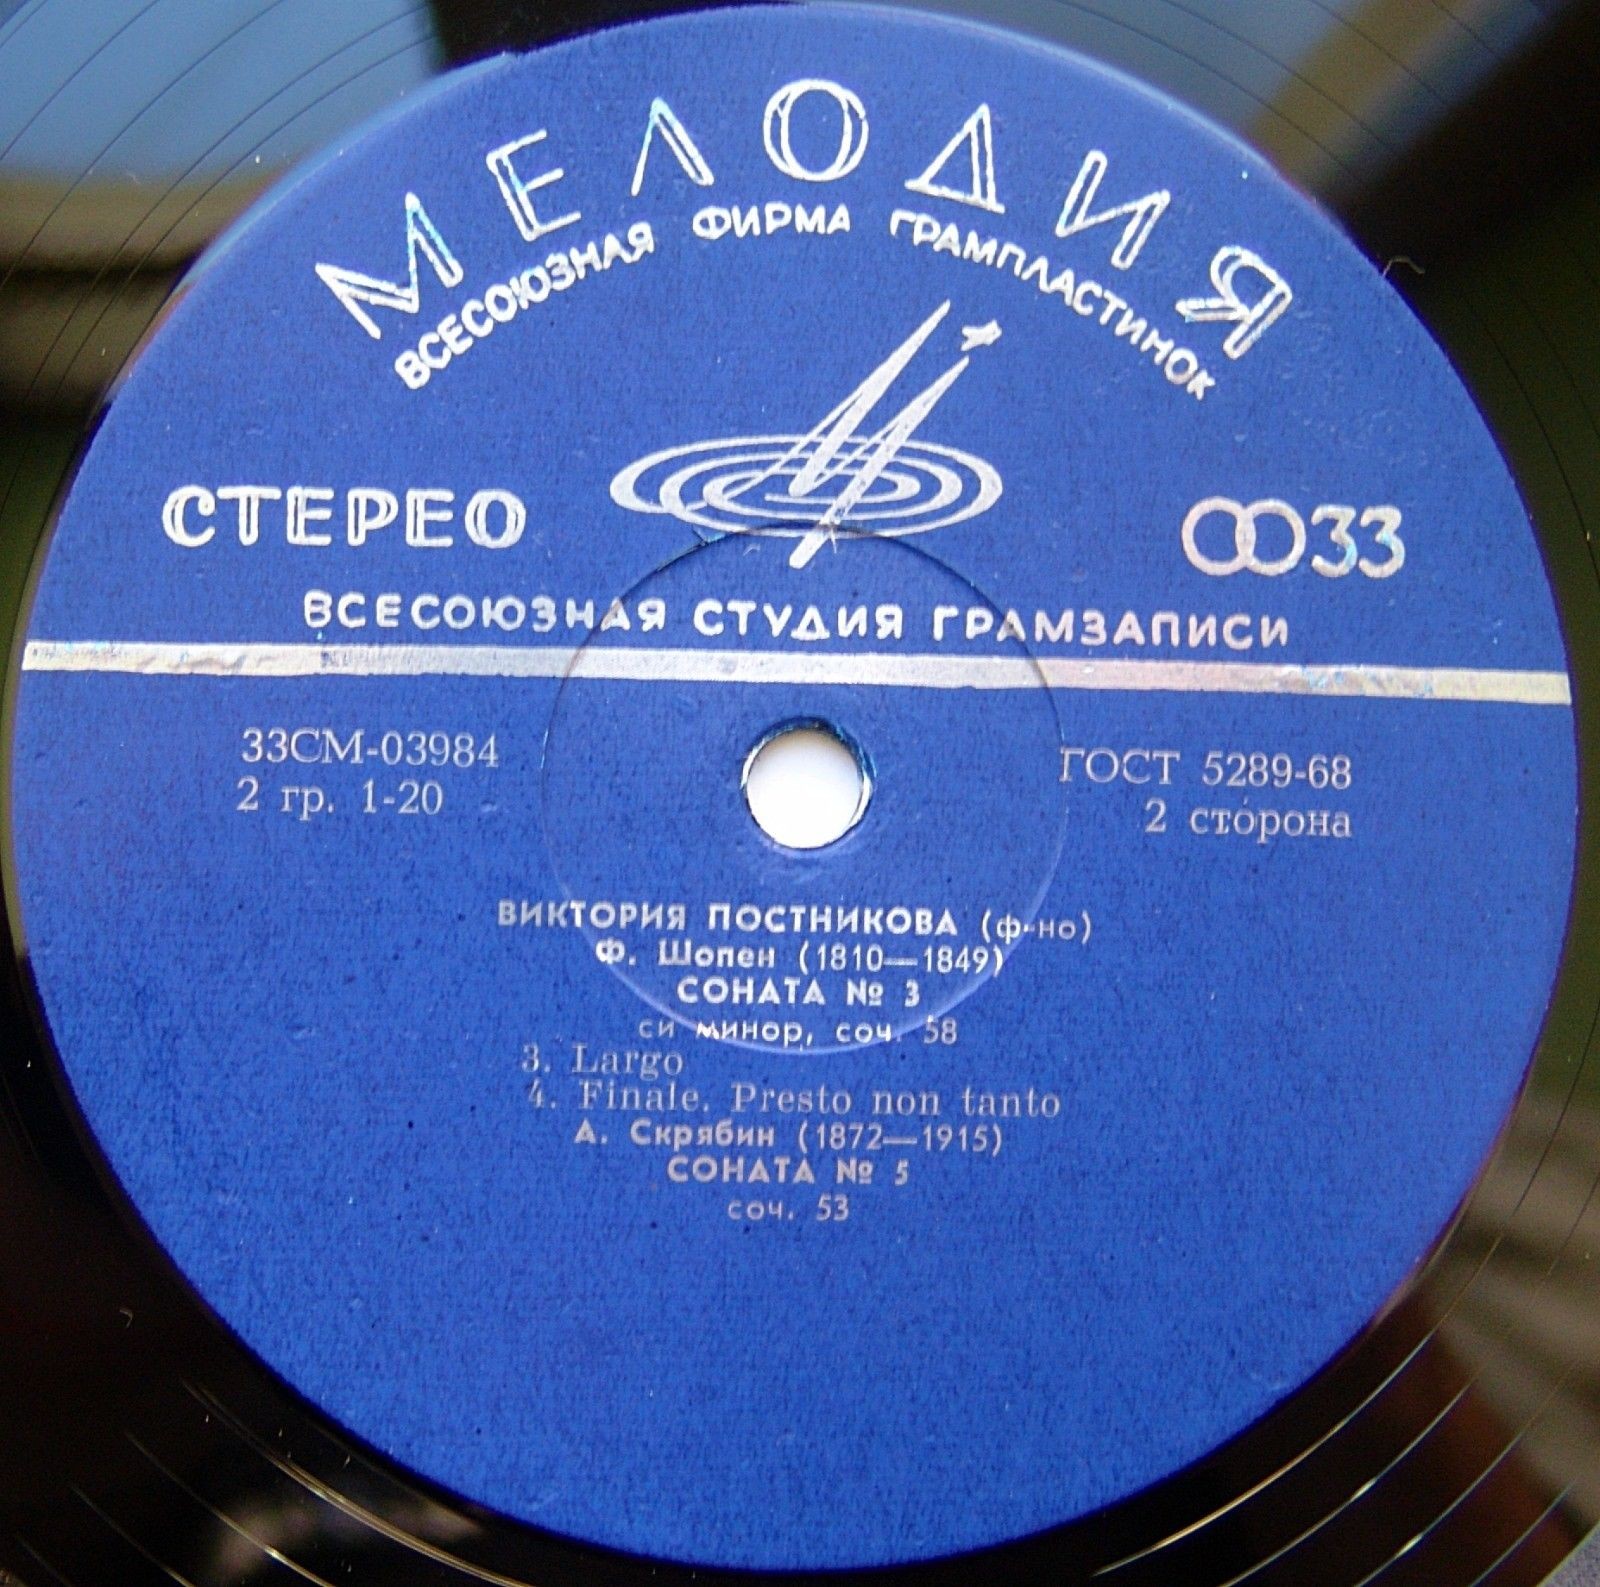 МЕЛОДИЯ
ВСЕСОЮЗНАЯ ФИРМА ГРАМПЛАСТИНОК
СТЕРЕО
33
ВСЕСОЮЗНАЯ СТУДИЯ ГРАМЗАПИСИ
33СМ-03984
2 гр. 1-20
ГОСТ 5289-68
2 сторона
ВИКТОРИЯ ПОСТНИКОВА (ф-но)
Ф. Шопен (1810—1849)
СОНАТА № 3
си минор, соч. 58
3. Largo
4. Finale. Presto non tanto
А. Скрябин (1872—1915)
СОНАТА № 5
соч. 53